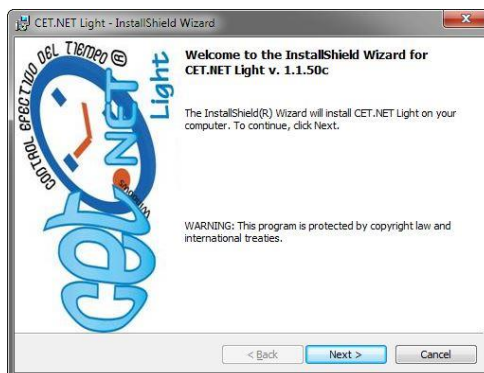 CET.NET Light - InstallShield Wizard
CONTROL EFECTIVO DEL TIEMPO ®
cet.NET
Light
Windows
Welcome to the InstallShield Wizard for
CET.NET Light v. 1.1.50c
The InstallShield(R) Wizard will install CET.NET Light on your
computer. To continue, click Next.
WARNING: This program is protected by copyright law and
international treaties.
< Back
Next >
Cancel